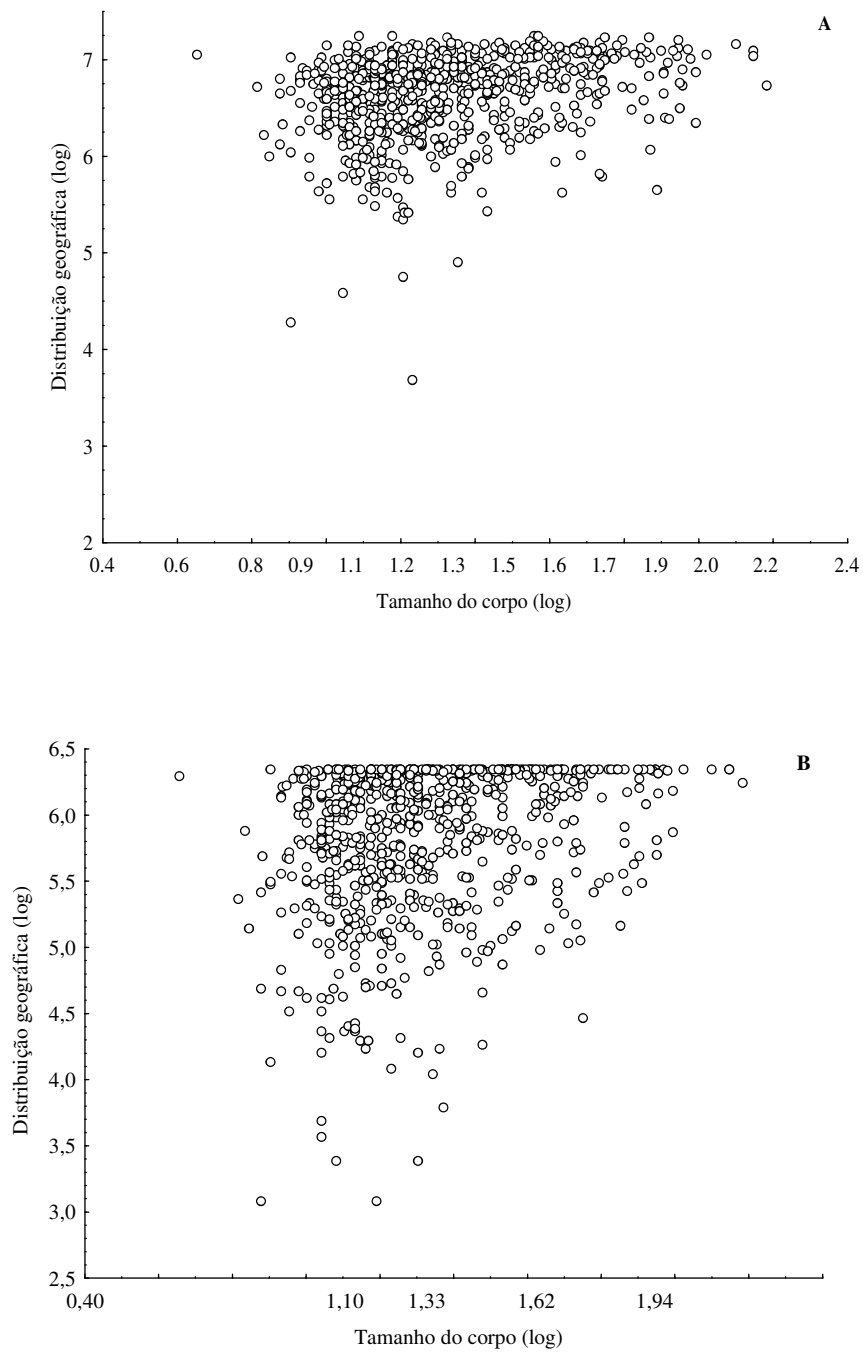 A
7
6
5
4
3
2
Distribuição geográfica (log)
0.4 0.6 0.8 0.9 1.1 1.2 1.3 1.5 1.6 1.7 1.9 2.0 2.2 2.4
Tamanho do corpo (log)
B
6,5
6,0
5,5
5,0
4,5
4,0
3,5
3,0
2,5
Distribuição geográfica (log)
0,40 1,10 1,33 1,62 1,94
Tamanho do corpo (log)